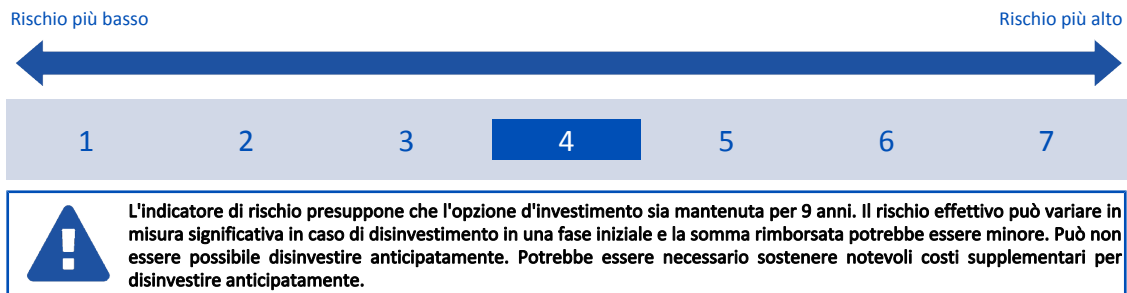 Rischio più basso Rischio più alto
1 2 3 4 5 6 7
L'indicatore di rischio presuppone che l'opzione d'investimento sia mantenuta per 9 anni. Il rischio effettivo può variare in
misura significativa in caso di disinvestimento in una fase iniziale e la somma rimborsata potrebbe essere minore. Può non
essere possibile disinvestire anticipatamente. Potrebbe essere necessario sostenere notevoli costi supplementari per
disinvestire anticipatamente.